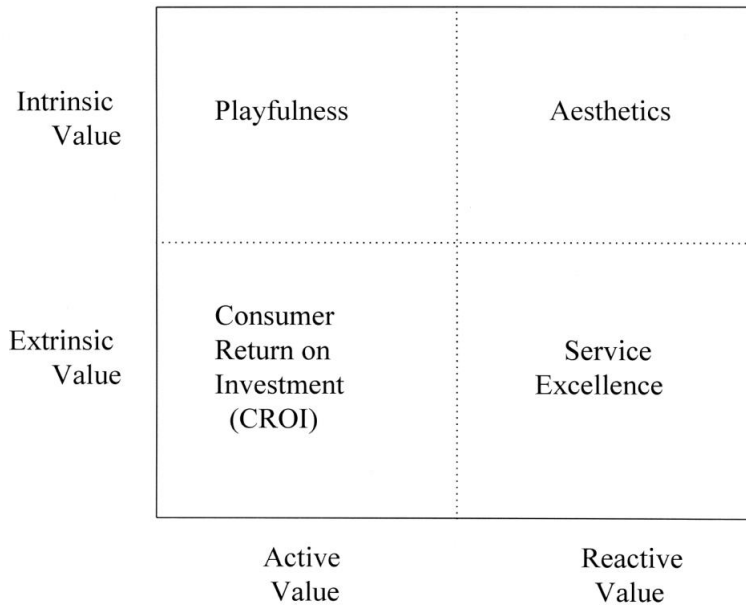 Intrinsic
Value
Playfulness
Aesthetics
Extrinsic
Value
Consumer
Return on
Investment
(CROI)
Service
Excellence
Active
Value
Reactive
Value